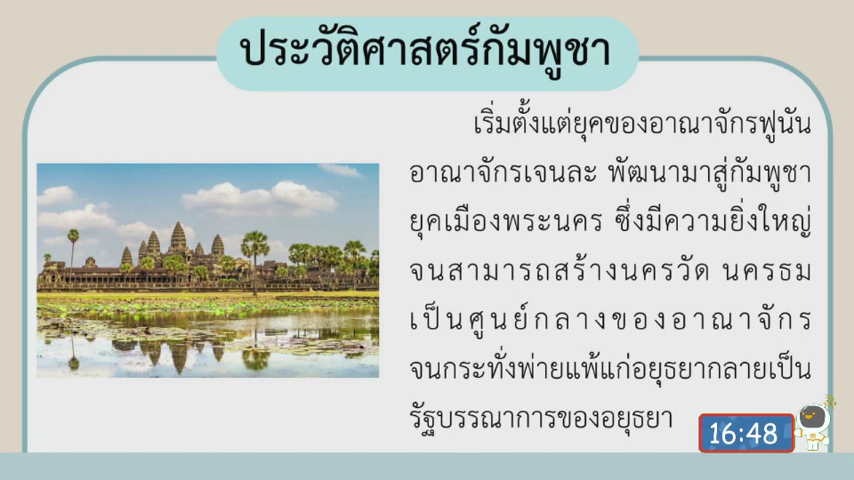 ประวัติศาสตร์กัมพูชา
เริ่มตั้งแต่ยุคของอาณาจักรฟูนัน
อาณาจักรเจนละ พัฒนามาสู่กัมพูชา
ยุคเมืองพระนคร ซึ่งมีความยิ่งใหญ่
จนสามารถสร้างนครวัด นครธม
เป็นศูนย์กลางของอาณาจักร
จนกระทั่งพ่ายแพ้แก่อยุธยากลายเป็น
รัฐบรรณาการของอยุธยา
16:48